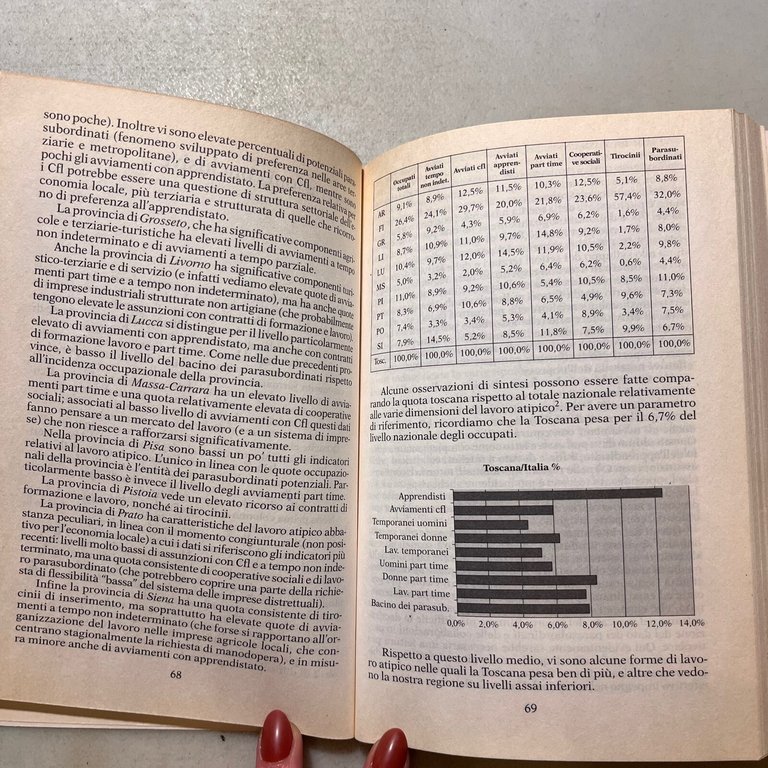 sono poche). Inoltre vi sono elevate percentuali di potenziali para-
subordinati (fenomeno sviluppato di preferenza nelle aree ter-
ziarie e metropolitane), e di avviamenti con Cfl, mentre sono
pochi gli avviamenti con apprendistato. La preferenza relativa per
i Cfl potrebbe essere una questione di struttura settoriale dell'e-
conomia locale, più terziaria e strutturata di quelle che ricorro-
no di preferenza all'apprendistato.
La provincia di Grosseto, che ha significative componenti agri-
cole e terziarie-turistiche ha elevati livelli di avviamenti a tempo
non indeterminato e di avviamenti a tempo parziale.
Anche la provincia di Livorno ha significative componenti turi-
stico-terziarie e di servizio (e infatti vediamo elevate quote di avvia-
menti part time e a tempo non indeterminato), ma ha anche quote
di imprese industriali strutturate non artigiane (che probabilmente
tengono elevate le assunzioni con contratti di formazione e lavoro).
La provincia di Lucca si distingue per il livello particolarmente
elevato di avviamenti con apprendistato, ma anche con contratti
di formazione lavoro e part time. Come nelle due precedenti pro-
vince, è basso il livello del bacino dei parasubordinati rispetto
all'incidenza occupazionale della provincia.
La provincia di Massa-Carrara ha un elevato livello di avvia-
menti part time e una quota relativamente elevata di cooperative
sociali; associati al basso livello di avviamenti con Cfl questi dati
fanno pensare a un mercato del lavoro (e a un sistema di impre-
se) che non riesce a rafforzarsi significativamente.
Nella provincia di Pisa sono bassi un po' tutti gli indicatori
relativi al lavoro atipico. L'unico in linea con le quote occupazio-
nali della provincia è l'entità dei parasubordinati potenziali. Par-
ticolarmente basso è invece il livello degli avviamenti part time.
La provincia di Pistoia vede un elevato ricorso ai contratti di
formazione e lavoro, nonché ai tirocini.
La provincia di Prato ha caratteristiche del lavoro atipico abba-
stanza peculiari, in linea con il momento congiunturale (non posi-
tivo per l'economia locale) a cui i dati si riferiscono gli indicatori più
recenti: livelli molto bassi di assunzioni con Cfl e a tempo non inde-
terminato, ma una quota consistente di cooperative sociali e di lavo-
ro parasubordinato (che potrebbero coprire una parte della richie-
sta di flessibilità "bassa" del sistema delle imprese distrettuali).
Infine la provincia di Siena ha una quota consistente di tiro-
cinii di inserimento, ma soprattutto ha elevate quote di avvia-
menti a tempo non indeterminato (che forse si rapportano all'or-
ganizzazione del lavoro nelle imprese agricole locali, che con-
centrano stagionalmente la richiesta di manodopera), e in misu-
ra minore anche di avviamenti con apprendistato.
68
Occupati totali Avviati tempo non indet. Avviati cfl Avviati appren-disti Avviati part time Cooperati-ve sociali Tirocinii Parasu-bordinati
AR 9,1% 8,9% 12,5% 11,5% 10,3% 12,5% 5,1% 8,8%
FI 26,4% 24,1% 29,7% 20,0% 21,8% 23,6% 57,4% 32,0%
GR 5,8% 9,2% 4,3% 5,9% 6,9% 6,2% 1,6% 4,4%
LI 8,7% 10,9% 11,0% 9,7% 14,8% 9,2% 1,7% 8,0%
LU 10,4% 9,7% 12,0% 14,5% 11,9% 10,5% 2,2% 9,8%
MS 5,0% 3,2% 2,0% 5,2% 6,4% 6,2% 0,6% 4,4%
PI 11,0% 8,9% 9,2% 10,6% 5,4% 10,5% 8,5% 11,0%
PT 8,3% 6,9% 10,6% 8,8% 6,5% 4,9% 9,6% 7,3%
PO 7,4% 3,3% 3,4% 5,3% 4,1% 8,9% 3,4% 7,5%
SI 7,9% 14,5% 5,2% 8,5% 11,8% 7,5% 9,9% 6,7%
Tosc. 100,0% 100,0% 100,0% 100,0% 100,0% 100,0% 100,0% 100,0%
Alcune osservazioni di sintesi possono essere fatte compa-
rando la quota toscana rispetto al totale nazionale relativamente
alle varie dimensioni del lavoro atipico². Per avere un parametro
di riferimento, ricordiamo che la Toscana pesa per il 6,7% del
livello nazionale degli occupati.
Toscana/Italia %
Apprendisti
Avviamenti cfl
Temporanei uomini
Temporanei donne
Lav. temporanei
Uomini part time
Donne part time
Lav. part time
Bacino dei parasub.
0,0% 2,0% 4,0% 6,0% 8,0% 10,0% 12,0% 14,0%
Rispetto a questo livello medio, vi sono alcune forme di lavo-
ro atipico nelle quali la Toscana pesa ben di più, e altre che vedo-
no la nostra regione su livelli assai inferiori.
69